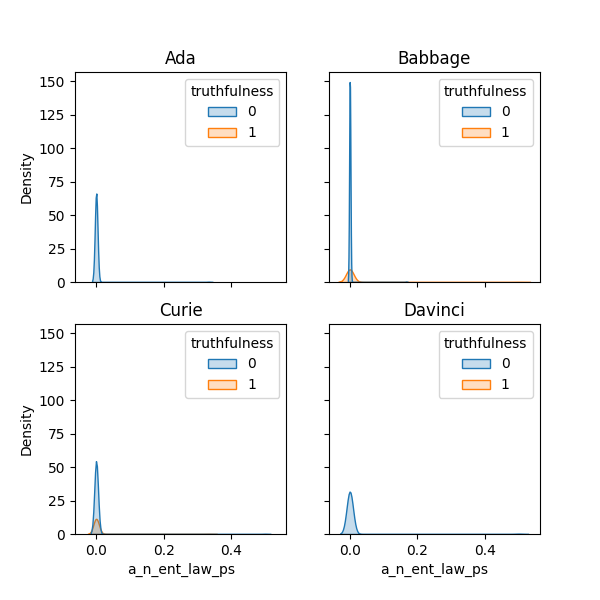 Ada
Babbage
150
125
100
75
50
25
0
Density
truthfulness
0
1
truthfulness
0
1
Curie
Davinci
150
125
100
75
50
25
0
Density
truthfulness
0
1
truthfulness
0
1
0.0 0.2 0.4
0.0 0.2 0.4
a_n_ent_law_ps
a_n_ent_law_ps